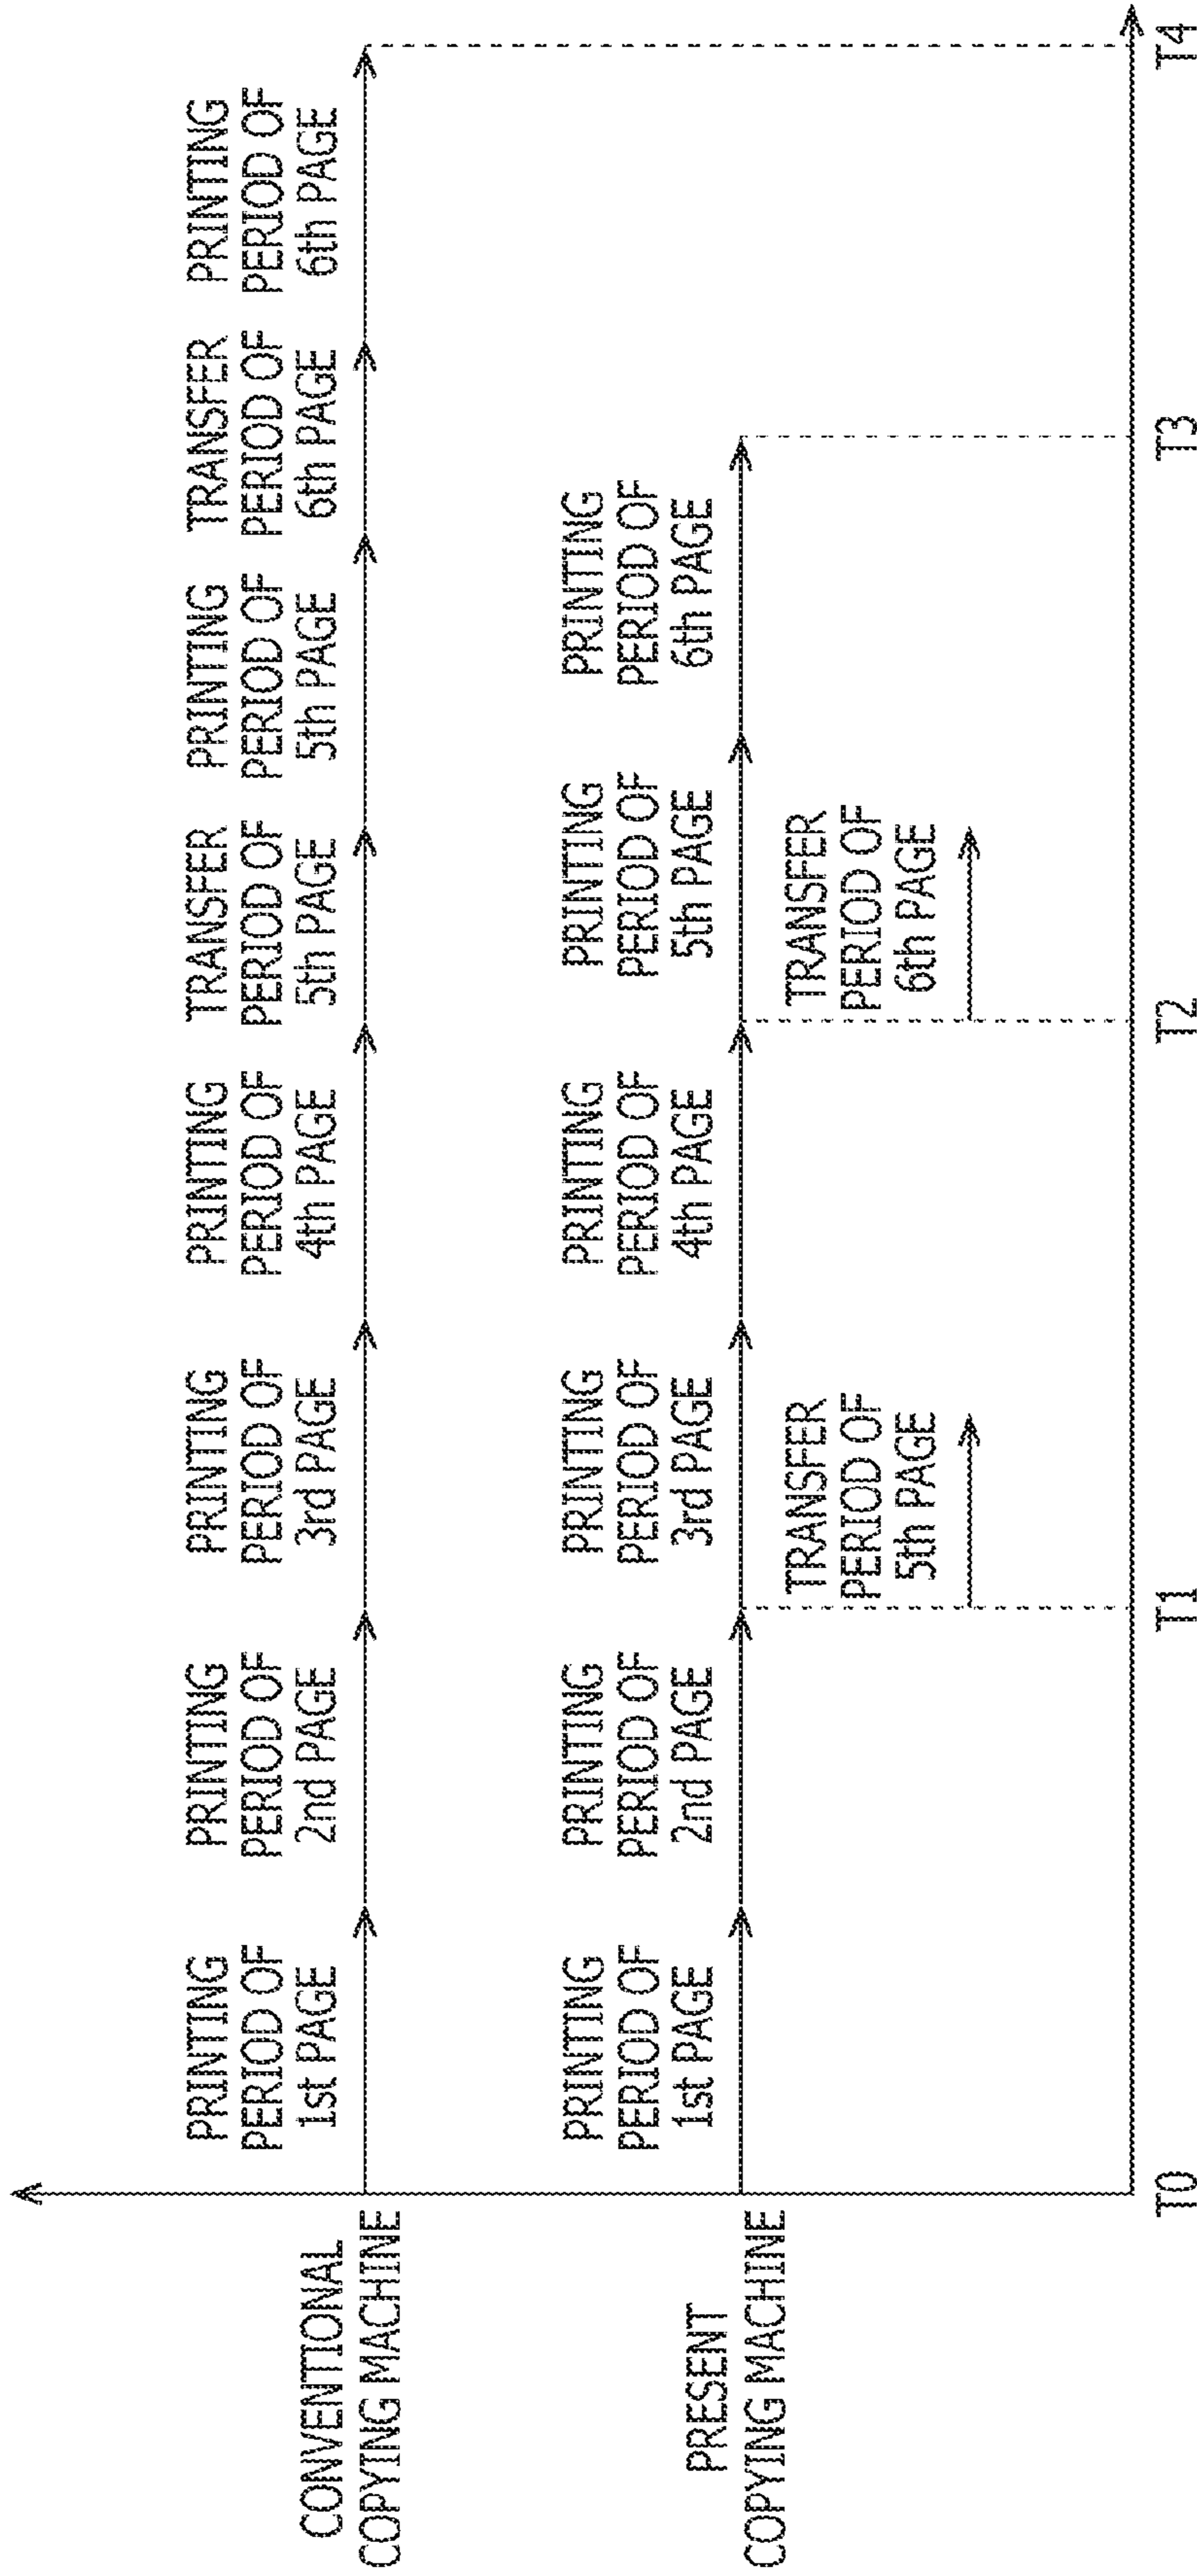 CONVENTIONAL
COPYING MACHINE
PRINTING
PERIOD OF
1st PAGE
PRINTING
PERIOD OF
2nd PAGE
PRINTING
PERIOD OF
3rd PAGE
PRINTING
PERIOD OF
4th PAGE
TRANSFER
PERIOD OF
5th PAGE
PRINTING
PERIOD OF
5th PAGE
TRANSFER
PERIOD OF
6th PAGE
PRINTING
PERIOD OF
6th PAGE
PRESENT
COPYING MACHINE
PRINTING
PERIOD OF
1st PAGE
PRINTING
PERIOD OF
2nd PAGE
PRINTING
PERIOD OF
3rd PAGE
PRINTING
PERIOD OF
4th PAGE
PRINTING
PERIOD OF
5th PAGE
PRINTING
PERIOD OF
6th PAGE
TRANSFER
PERIOD OF
5th PAGE
TRANSFER
PERIOD OF
6th PAGE
T0
T1
T2
T3
T4